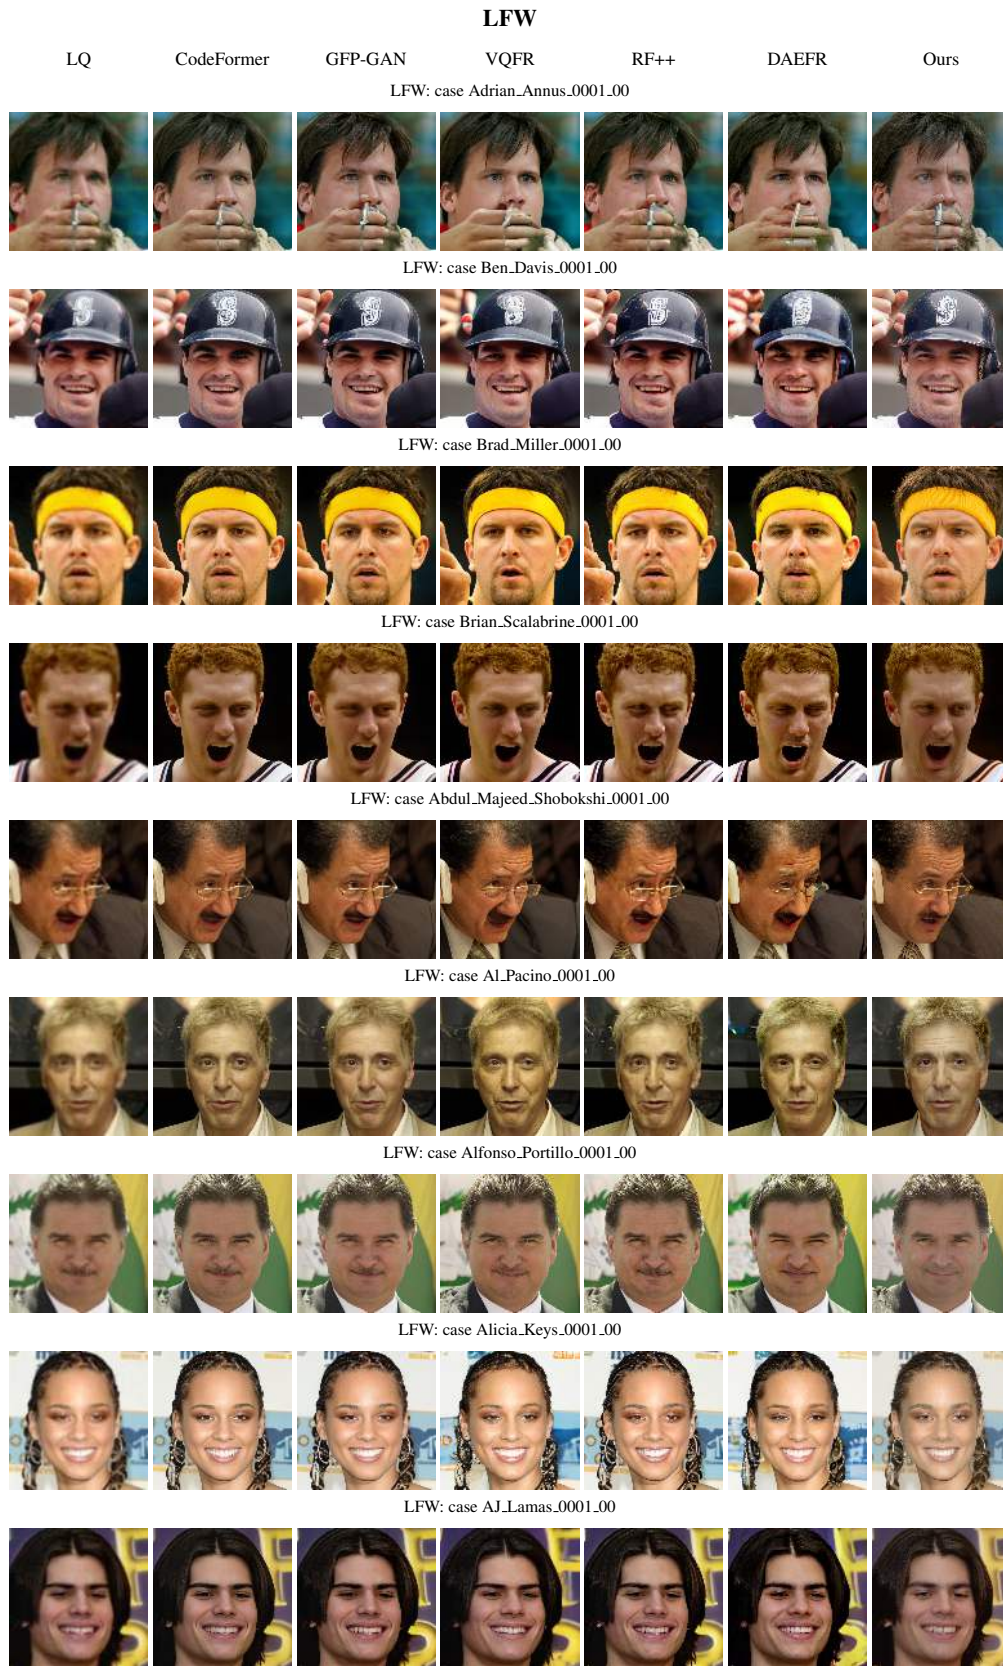 LFW
LQ CodeFormer GFP-GAN VQFR RF++ DAEFR Ours
LFW: case Adrian_Annus_0001_00
LFW: case Ben_Davis_0001_00
LFW: case Brad_Miller_0001_00
LFW: case Brian_Scalabrine_0001_00
LFW: case Abdul_Majeed_Shobokshi_0001_00
LFW: case Al_Pacino_0001_00
LFW: case Alfonso_Portillo_0001_00
LFW: case Alicia_Keys_0001_00
LFW: case AJ_Lamas_0001_00